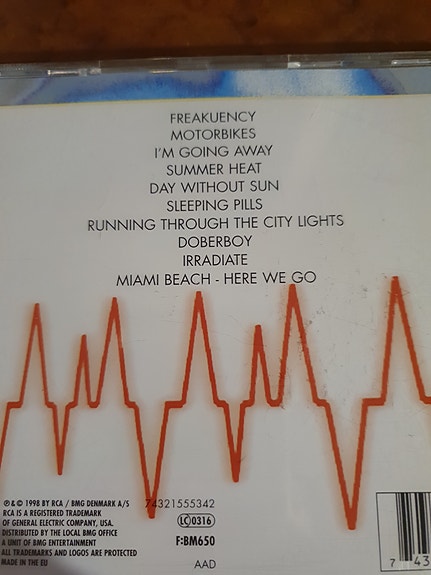 FREAKUENCY
MOTORBIKES
I'M GOING AWAY
SUMMER HEAT
DAY WITHOUT SUN
SLEEPING PILLS
RUNNING THROUGH THE CITY LIGHTS
DOBERBOY
IRRADIATE
MIAMI BEACH - HERE WE GO
℗ & © 1998 BY RCA / BMG DENMARK A/S
RCA IS A REGISTERED TRADEMARK
OF GENERAL ELECTRIC COMPANY, USA.
DISTRIBUTED BY THE LOCAL BMG OFFICE
A UNIT OF BMG ENTERTAINMENT
ALL TRADEMARKS AND LOGOS ARE PROTECTED
MADE IN THE EU
74321555342
LC 0316
F:BM650
AAD
7 43